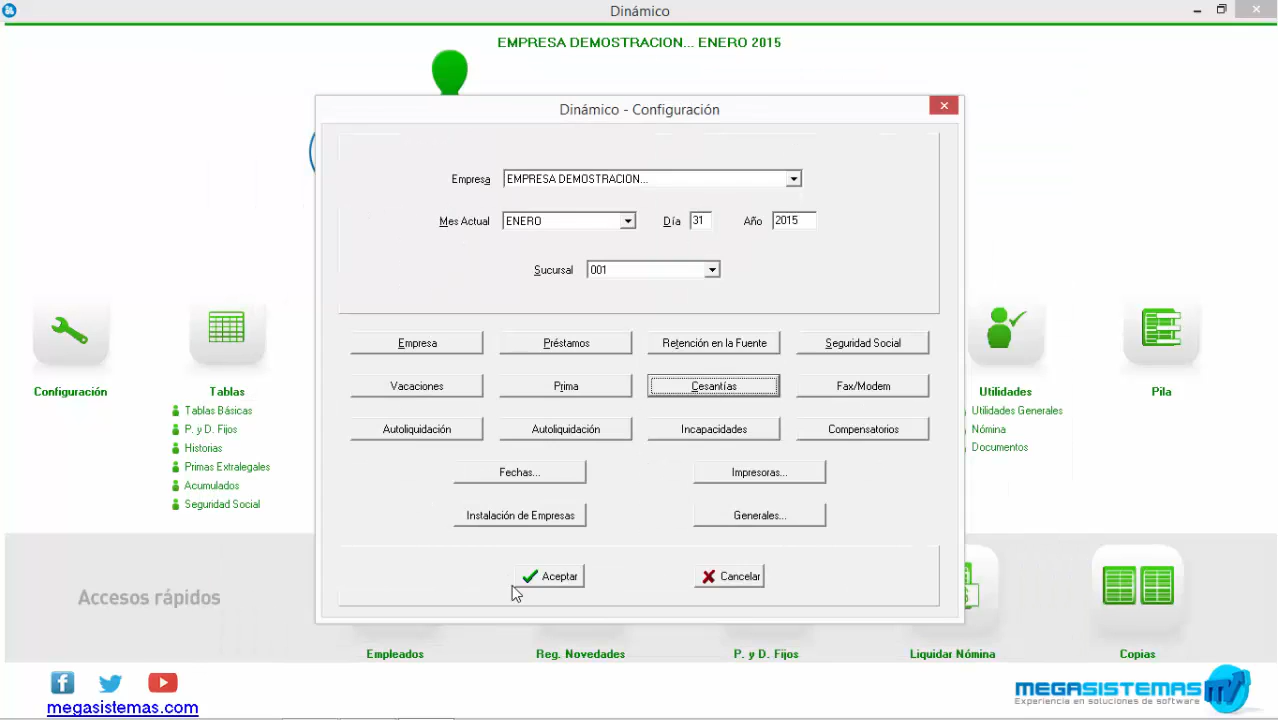 Dinámico
EMPRESA DEMOSTRACION... ENERO 2015
Dinámico - Configuración
Empresa EMPRESA DEMOSTRACION...
Mes Actual ENERO Día 31 Año 2015
Sucursal 001
Empresa Préstamos Retención en la Fuente Seguridad Social
Vacaciones Prima Cesantías Fax/Modem
Autoliquidación Autoliquidación Incapacidades Compensatorios
Fechas... Impresoras...
Instalación de Empresas Generales...
Aceptar Cancelar
Configuración
Tablas
Tablas Básicas
P. y D. Fijos
Historias
Primas Extralegales
Acumulados
Seguridad Social
Utilidades
Utilidades Generales
Nómina
Documentos
Pila
Accesos rápidos
Empleados Reg. Novedades P. y D. Fijos Liquidar Nómina Copias
megasistemas.com
MEGASISTEMAS
Experiencia en soluciones de software